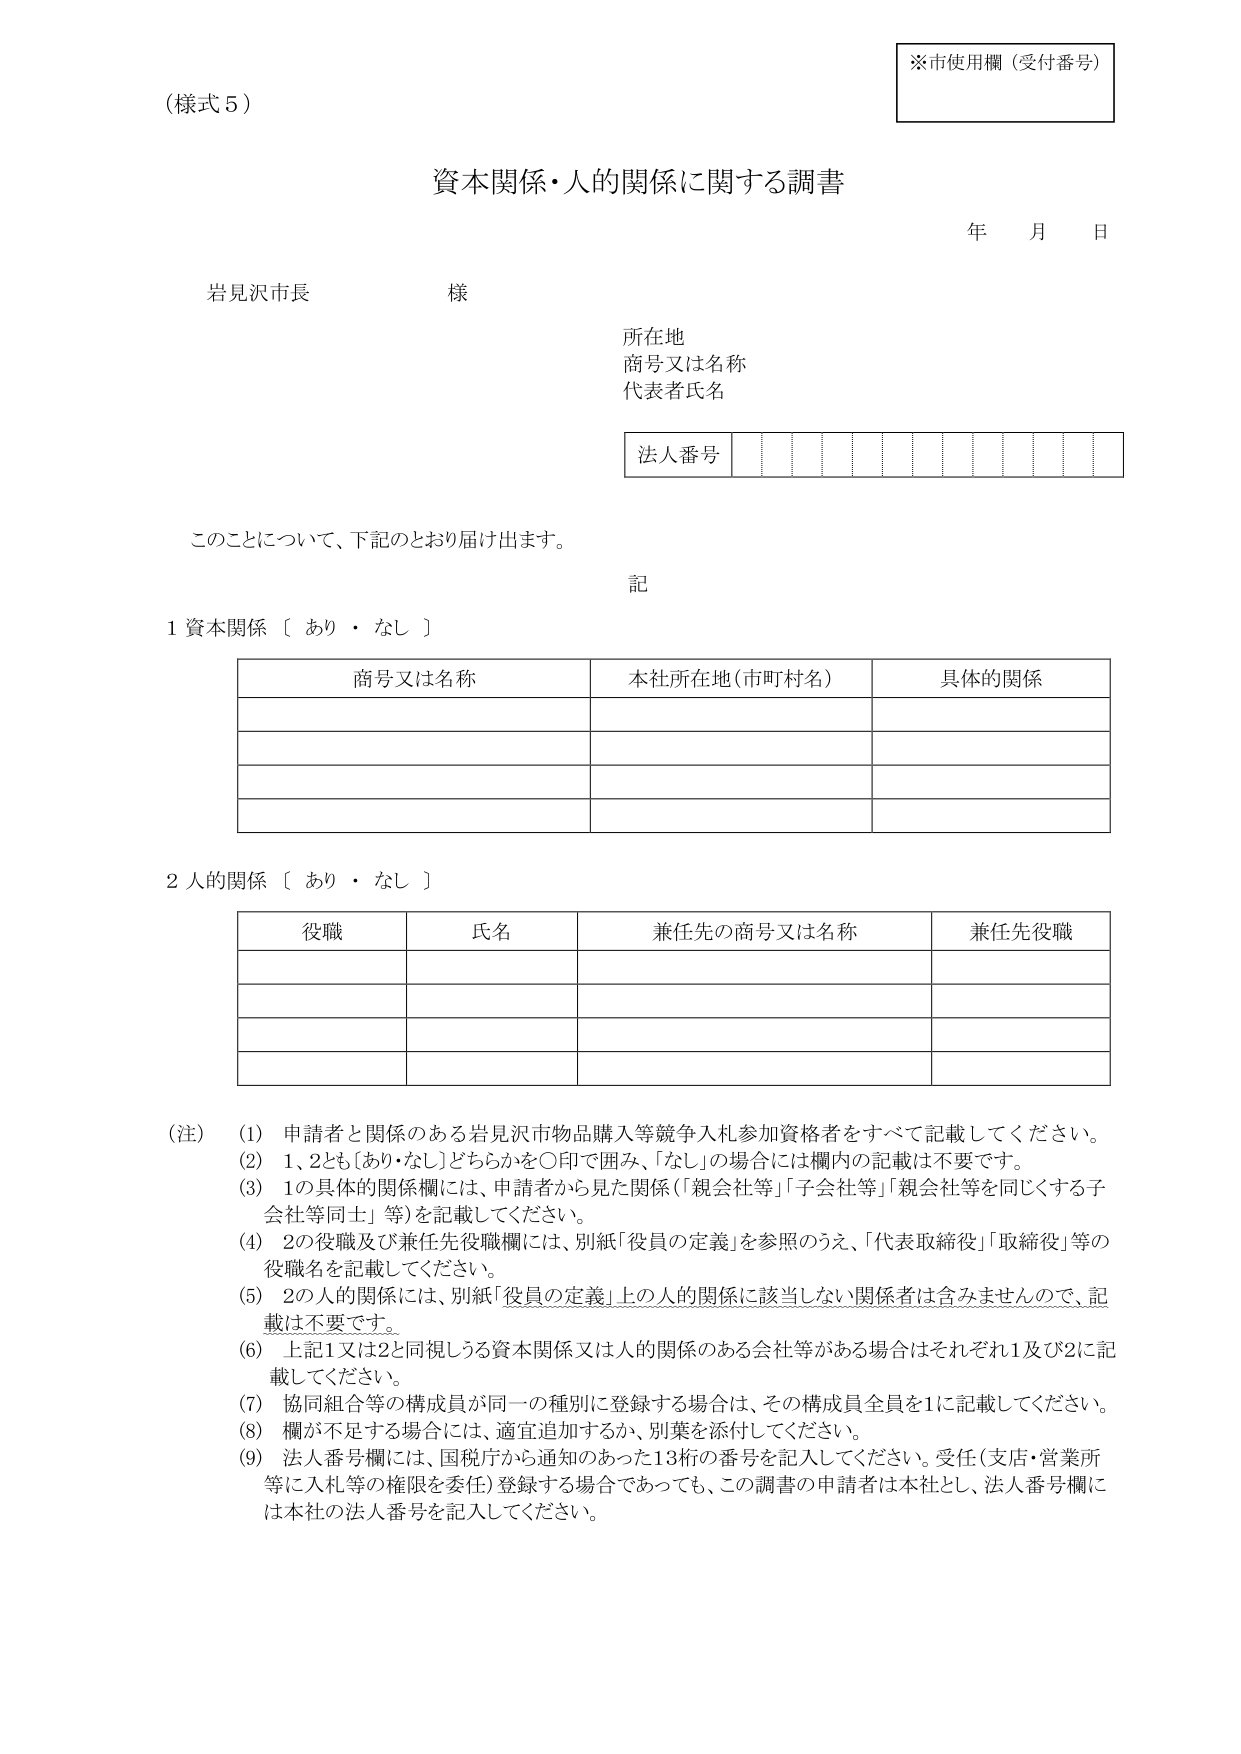 ※市使用欄（受付番号）
（様式５）
資本関係・人的関係に関する調書
年　　月　　日
岩見沢市長　　　　　　様
所在地
商号又は名称
代表者氏名
法人番号
このことについて、下記のとおり届け出ます。
記
1 資本関係〔 あり ・ なし 〕
商号又は名称　本社所在地（市町村名）　具体的関係
2 人的関係〔 あり ・ なし 〕
役職　氏名　兼任先の商号又は名称　兼任先役職
（注）　(1)　申請者と関係のある岩見沢市物品購入等競争入札参加資格者をすべて記載してください。
(2)　1、2とも〔あり・なし〕どちらかを○印で囲み、「なし」の場合には欄内の記載は不要です。
(3)　1の具体的関係欄には、申請者から見た関係（「親会社等」「子会社等」「親会社等を同じくする子
会社等同士」 等）を記載してください。
(4)　2の役職及び兼任先役職欄には、別紙「役員の定義」を参照のうえ、「代表取締役」「取締役」等の
役職名を記載してください。
(5)　2の人的関係には、別紙「役員の定義」上の人的関係に該当しない関係者は含みませんので、記
載は不要です。
(6)　上記1又は2と同視しうる資本関係又は人的関係のある会社等がある場合はそれぞれ1及び2に記
載してください。
(7)　協同組合等の構成員が同一の種別に登録する場合は、その構成員全員を1に記載してください。
(8)　欄が不足する場合には、適宜追加するか、別葉を添付してください。
(9)　法人番号欄には、国税庁から通知のあった13桁の番号を記入してください。受任（支店・営業所
等に入札等の権限を委任）登録する場合であっても、この調書の申請者は本社とし、法人番号欄に
は本社の法人番号を記入してください。